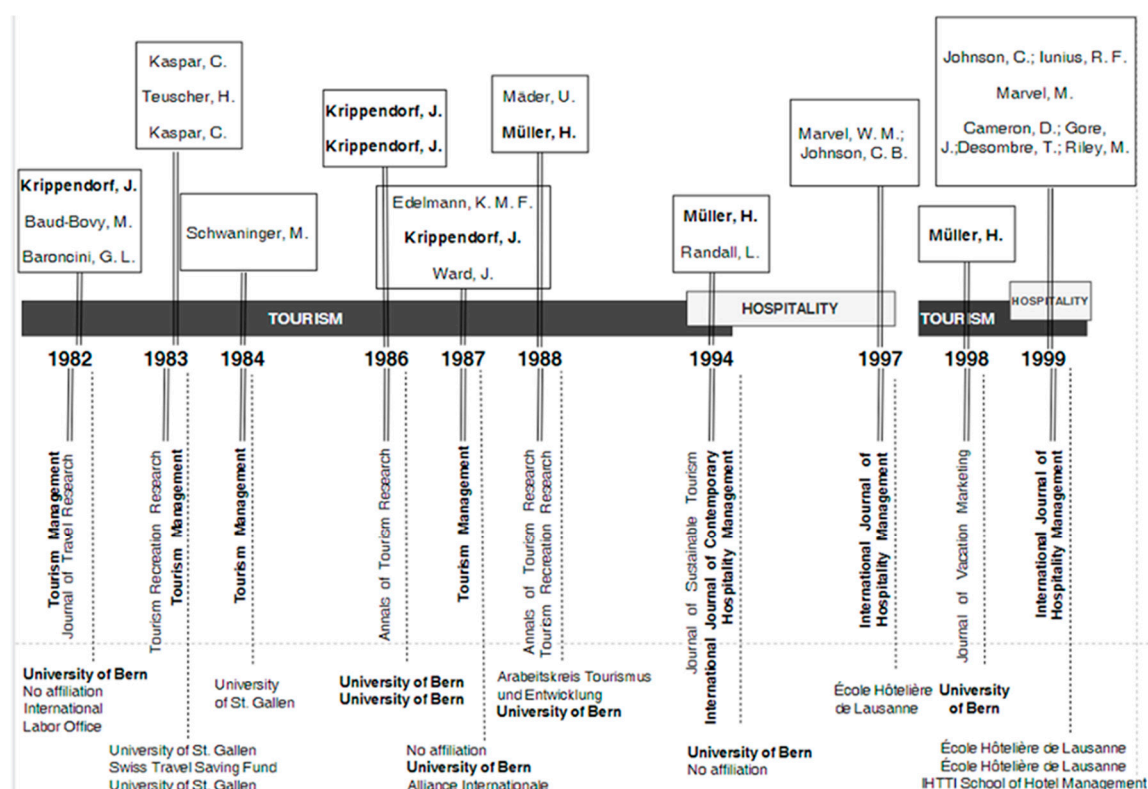 Kaspar, C.
Teuscher, H.
Kaspar, C.
Krippendorf, J.
Krippendorf, J.
Mäder, U.
Müller, H.
Marvel, W. M.;
Johnson, C. B.
Johnson, C.; Iunius, R. F.
Marvel, M.
Cameron, D.; Gore,
J.;Desombre, T.; Riley, M.
Krippendorf, J.
Baud-Bovy, M.
Baroncini, G. L.
Schwaninger, M.
Edelmann, K. M. F.
Krippendorf, J.
Ward, J.
Müller, H.
Randall, L.
Müller, H.
TOURISM
HOSPITALITY
TOURISM
HOSPITALITY
1982
1983
1984
1986
1987
1988
1994
1997
1998
1999
Tourism Management
Journal of Travel Research
Tourism Recreation Research
Tourism Management
Tourism Management
Annals of Tourism Research
Tourism Management
Annals of Tourism Research
Tourism Recreation Research
Journal of Sustainable Tourism
International Journal of Contemporary
Hospitality Management
International Journal of
Hospitality Management
Journal of Vacation Marketing
International Journal of
Hospitality Management
University of Bern
No affiliation
International
Labor Office
University of St. Gallen
Swiss Travel Saving Fund
University of St. Gallen
University
of St. Gallen
University of Bern
University of Bern
No affiliation
University of Bern
Alliance Internationale
Arabeitskreis Tourismus
und Entwicklung
University of Bern
University of Bern
No affiliation
École Hôtelière
de Lausanne
University
of Bern
École Hôtelière de Lausanne
École Hôtelière de Lausanne
IHTTI School of Hotel Management